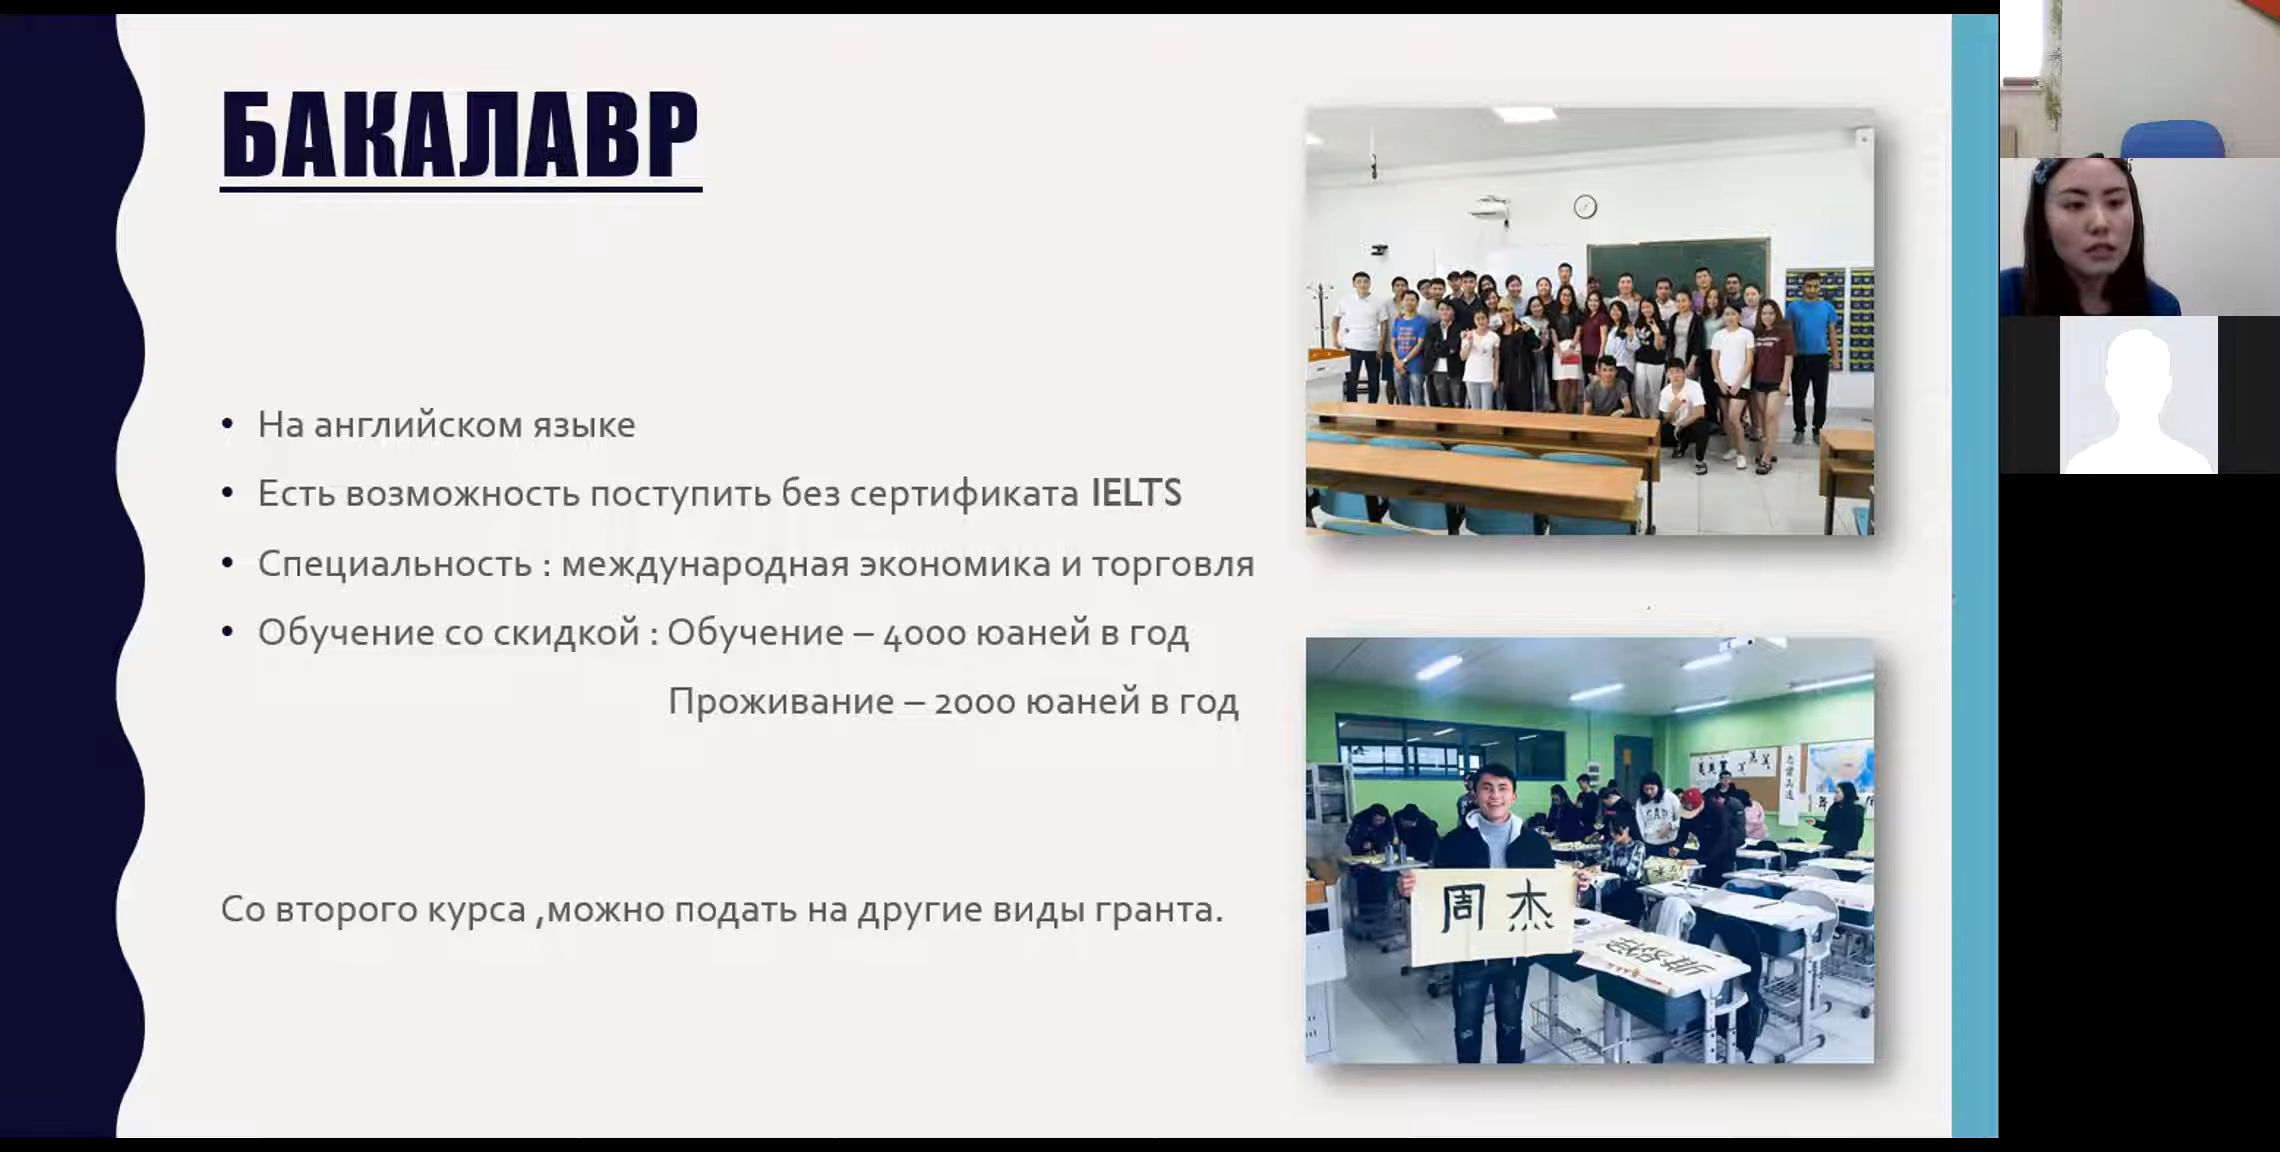 БАКАЛАВР
• На английском языке
• Есть возможность поступить без сертификата IELTS
• Специальность : международная экономика и торговля
• Обучение со скидкой : Обучение – 4000 юаней в год
Проживание – 2000 юаней в год
Со второго курса ,можно подать на другие виды гранта.
周杰
GAP